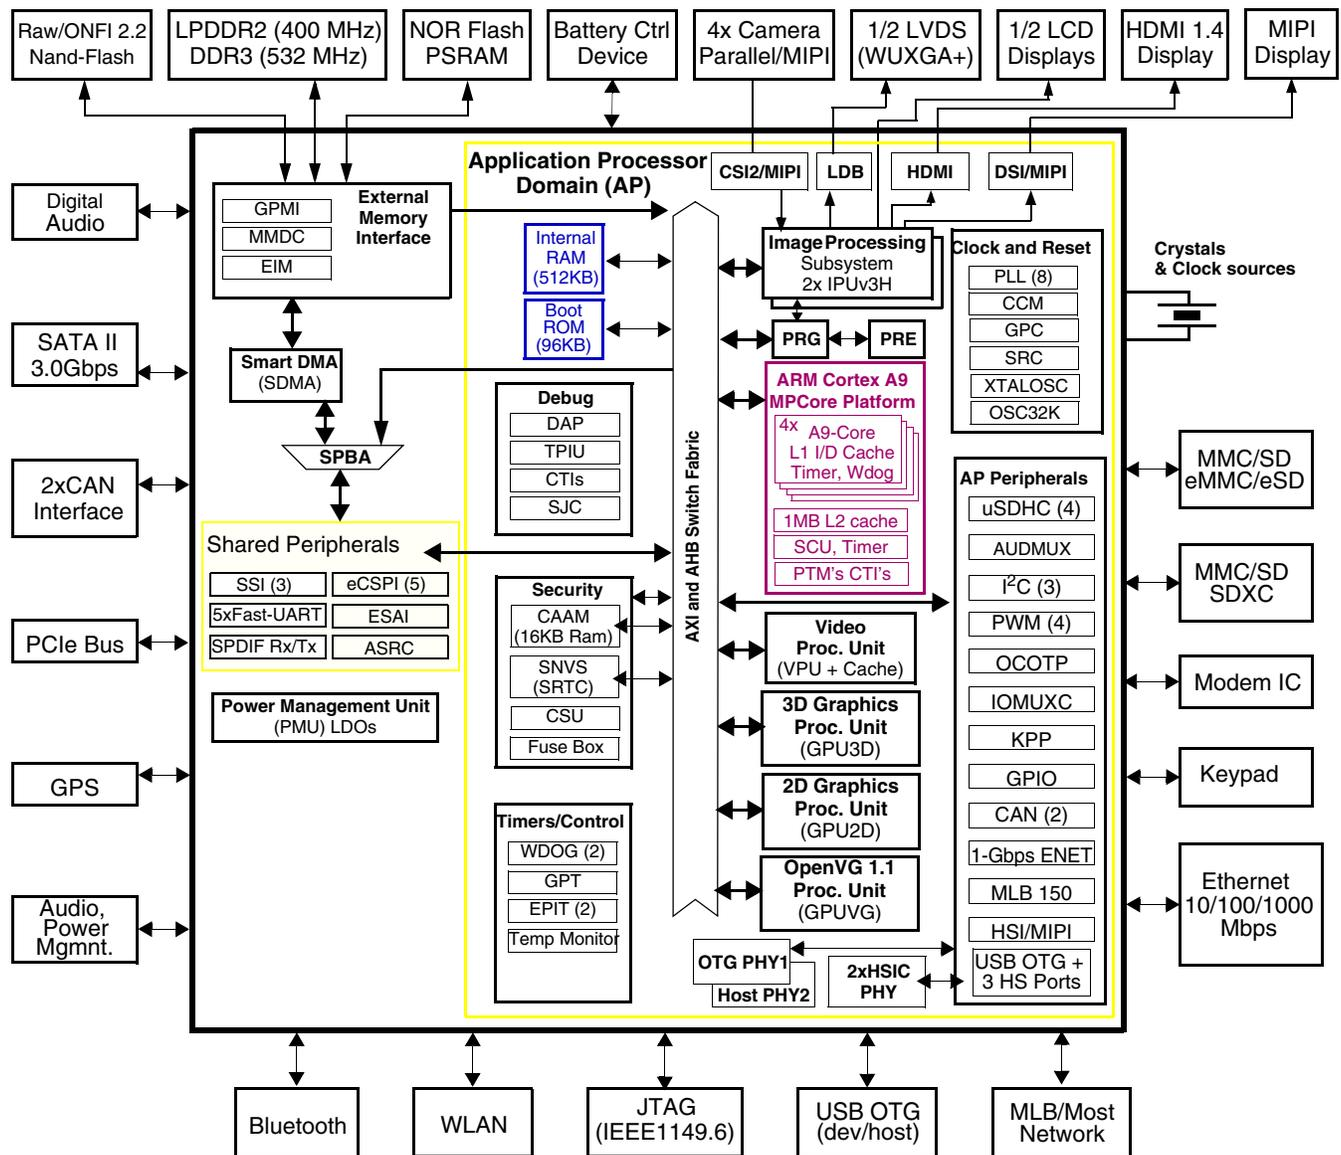 Raw/ONFI 2.2
Nand-Flash
LPDDR2 (400 MHz)
DDR3 (532 MHz)
NOR Flash
PSRAM
Battery Ctrl
Device
4x Camera
Parallel/MIPI
1/2 LVDS
(WUXGA+)
1/2 LCD
Displays
HDMI 1.4
Display
MIPI
Display
Digital
Audio
SATA II
3.0Gbps
2xCAN
Interface
PCIe Bus
GPS
Audio,
Power
Mgmnt.
External
Memory
Interface
GPMI
MMDC
EIM
Smart DMA
(SDMA)
SPBA
Shared Peripherals
SSI (3)
eCSPI (5)
5xFast-UART
ESAI
SPDIF Rx/Tx
ASRC
Power Management Unit
(PMU) LDOs
Application Processor
Domain (AP)
Internal
RAM
(512KB)
Boot
ROM
(96KB)
Debug
DAP
TPIU
CTIs
SJC
Security
CAAM
(16KB Ram)
SNVS
(SRTC)
CSU
Fuse Box
Timers/Control
WDOG (2)
GPT
EPIT (2)
Temp Monitor
AXI and AHB Switch Fabric
CSI2/MIPI
LDB
HDMI
DSI/MIPI
Image Processing
Subsystem
2x IPUv3H
PRG
PRE
ARM Cortex A9
MPCore Platform
4x
A9-Core
L1 I/D Cache
Timer, Wdog
1MB L2 cache
SCU, Timer
PTM's CTI's
Video
Proc. Unit
(VPU + Cache)
3D Graphics
Proc. Unit
(GPU3D)
2D Graphics
Proc. Unit
(GPU2D)
OpenVG 1.1
Proc. Unit
(GPUVG)
OTG PHY1
Host PHY2
2xHSIC
PHY
Clock and Reset
PLL (8)
CCM
GPC
SRC
XTALOSC
OSC32K
AP Peripherals
uSDHC (4)
AUDMUX
I²C (3)
PWM (4)
OCOTP
IOMUXC
KPP
GPIO
CAN (2)
1-Gbps ENET
MLB 150
HSI/MIPI
USB OTG +
3 HS Ports
Crystals
& Clock sources
MMC/SD
eMMC/eSD
MMC/SD
SDXC
Modem IC
Keypad
Ethernet
10/100/1000
Mbps
Bluetooth
WLAN
JTAG
(IEEE1149.6)
USB OTG
(dev/host)
MLB/Most
Network